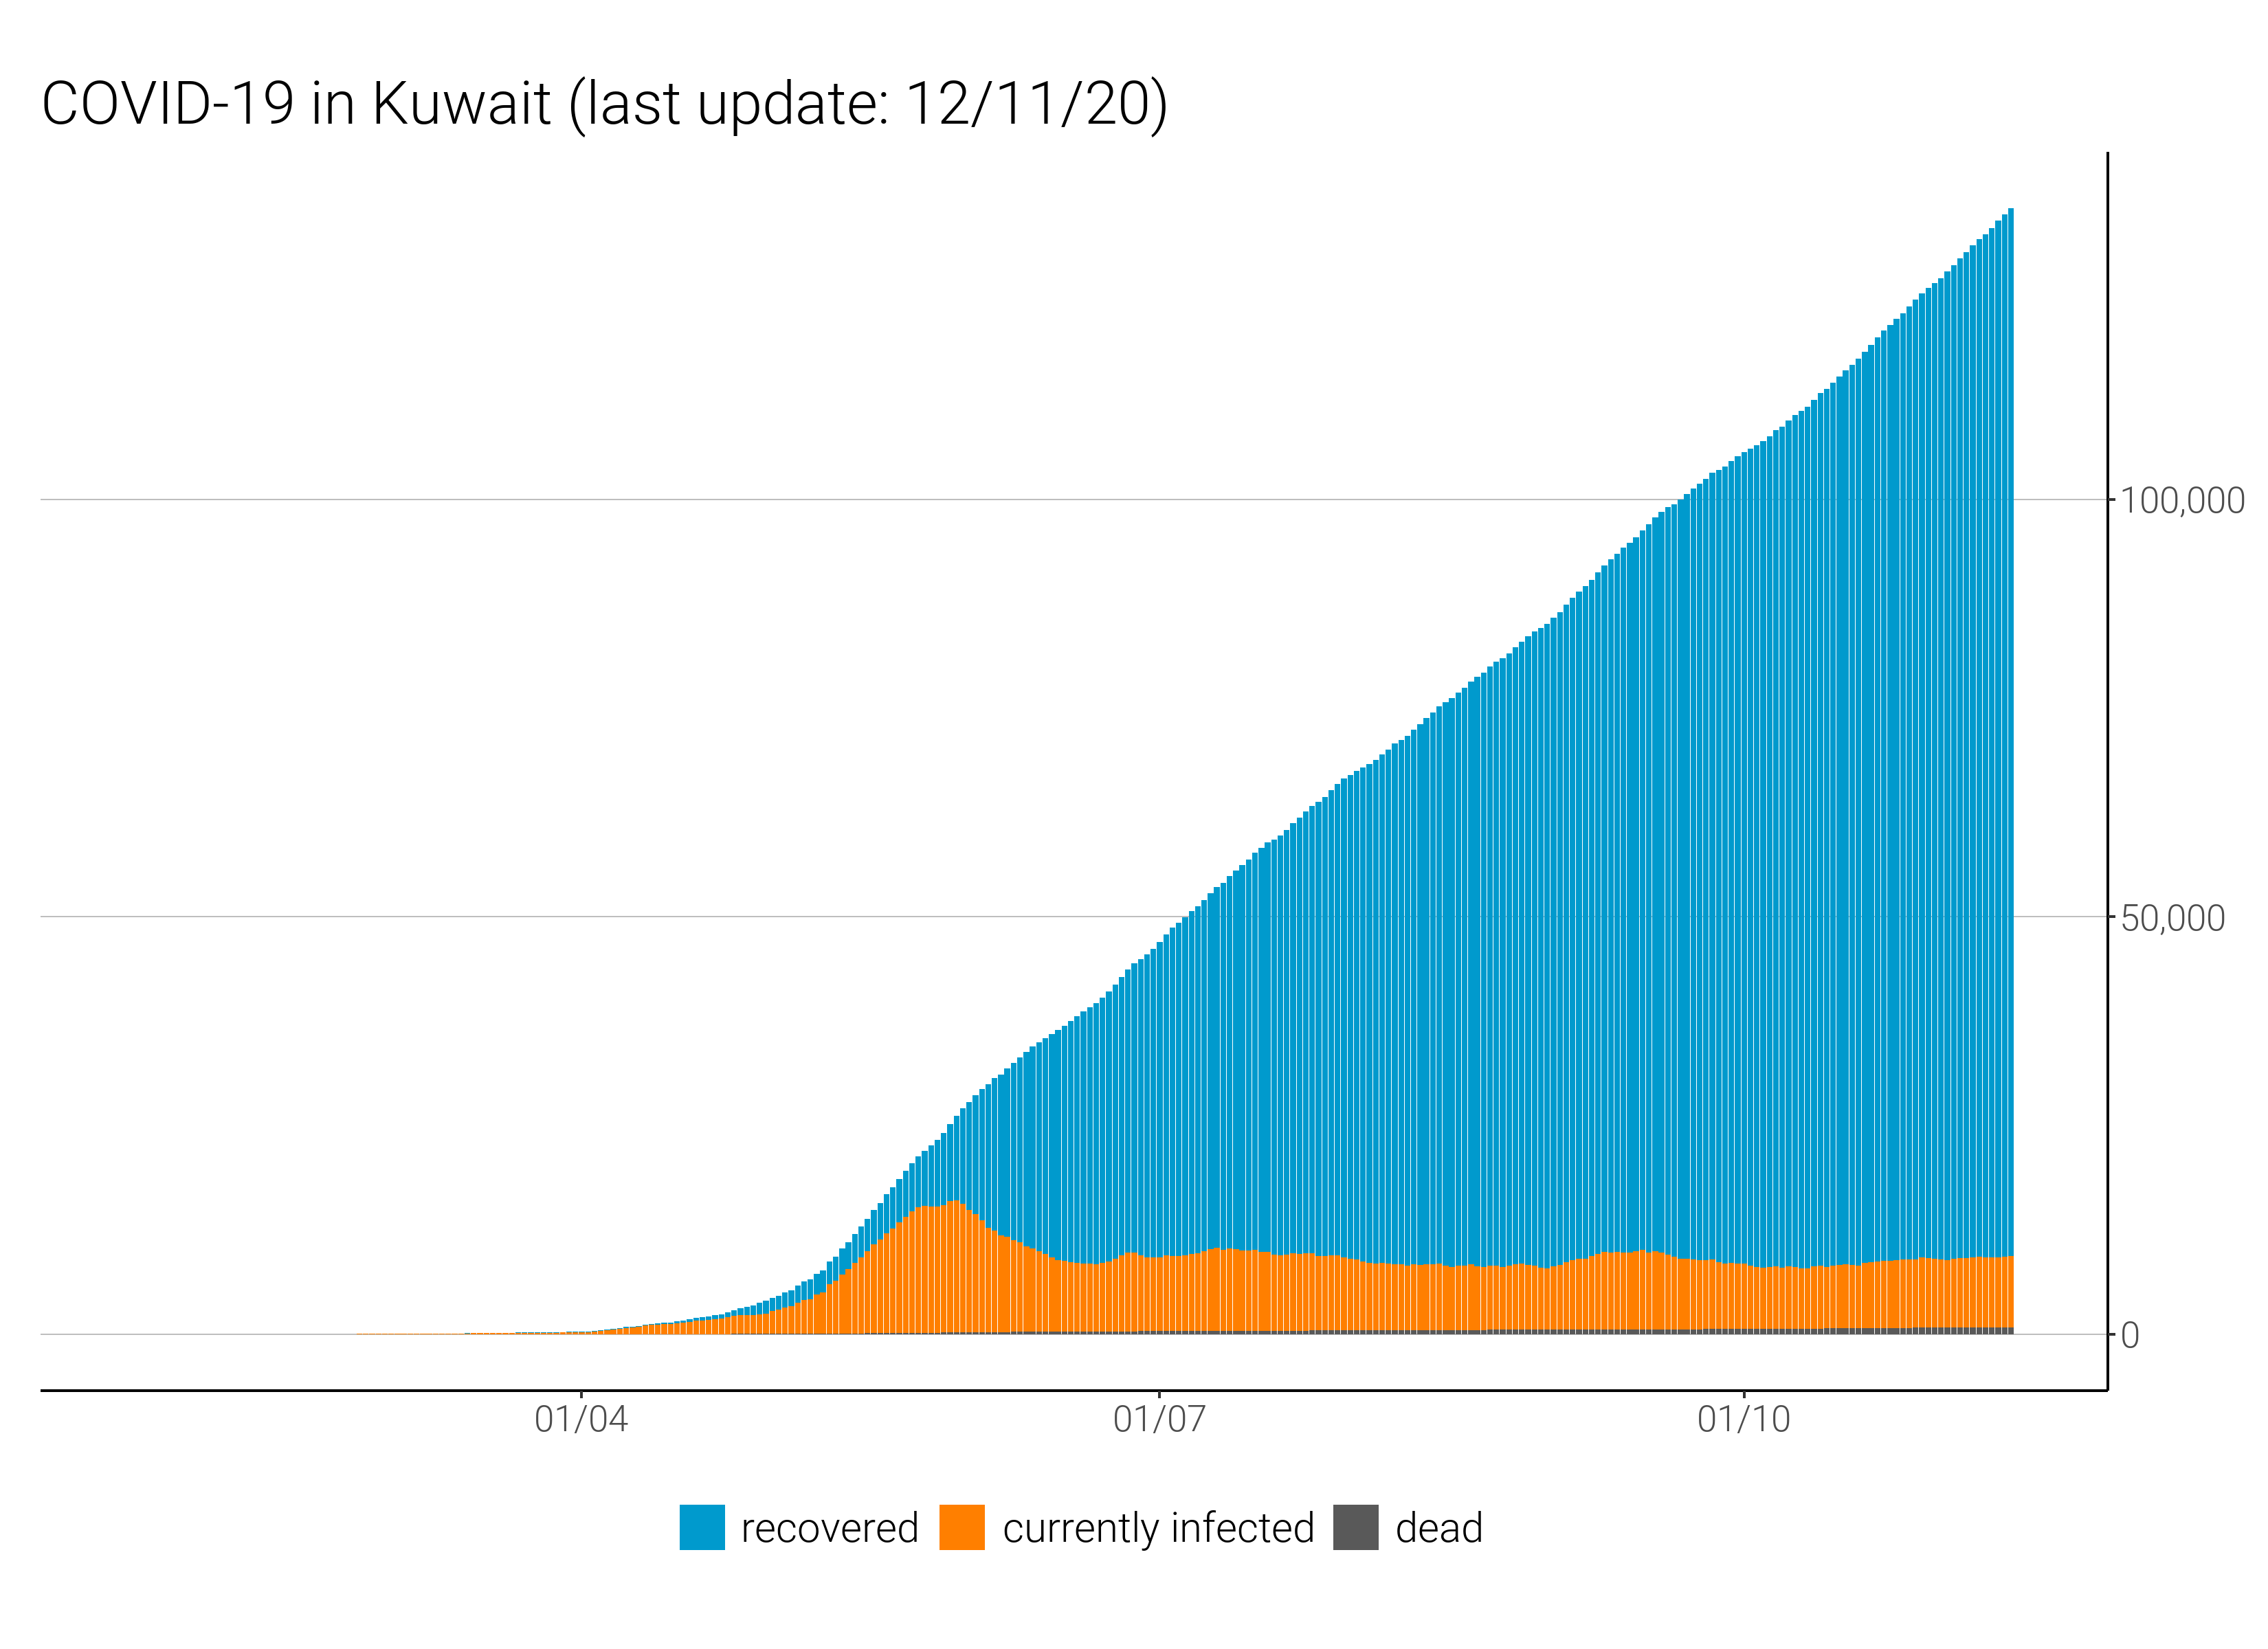 COVID-19 in Kuwait (last update: 12/11/20)
100,000
50,000
0
01/04 01/07 01/10
recovered currently infected dead